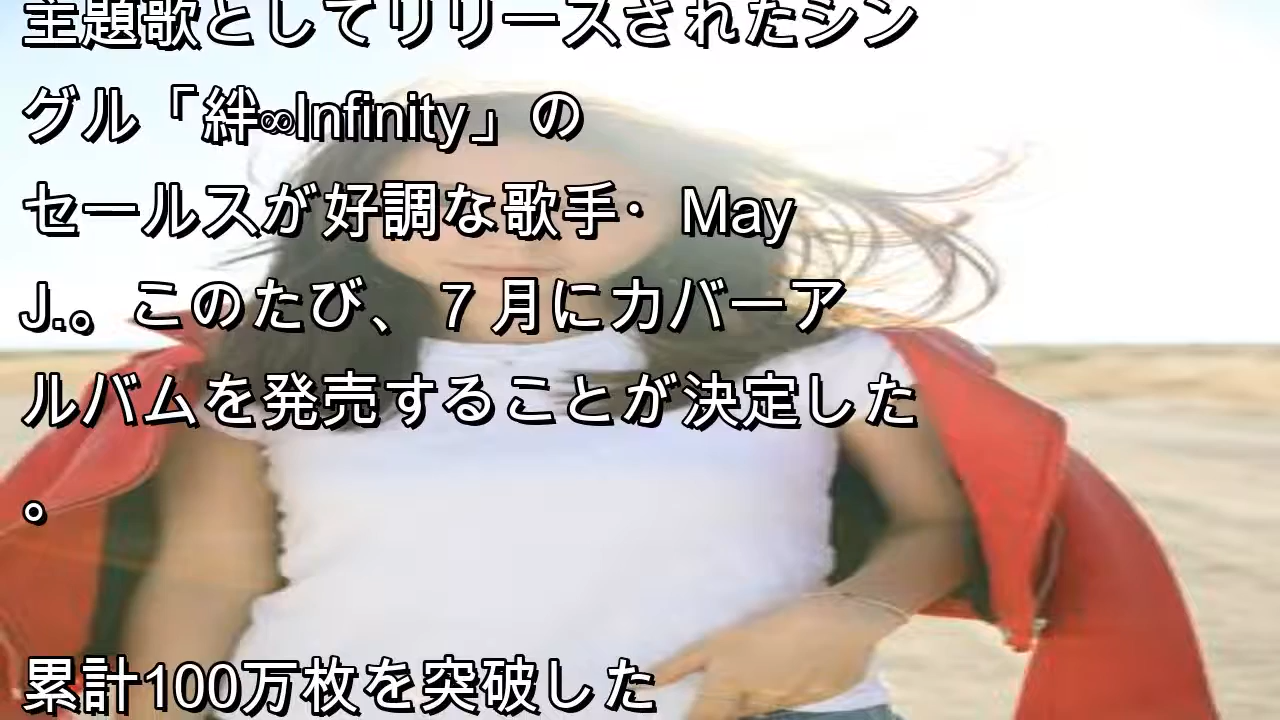 主題歌としてリリースされたシン
グル「絆∞Infinity」の
セールスが好調な歌手・May
J.。このたび、７月にカバーア
ルバムを発売することが決定した
。
累計100万枚を突破した